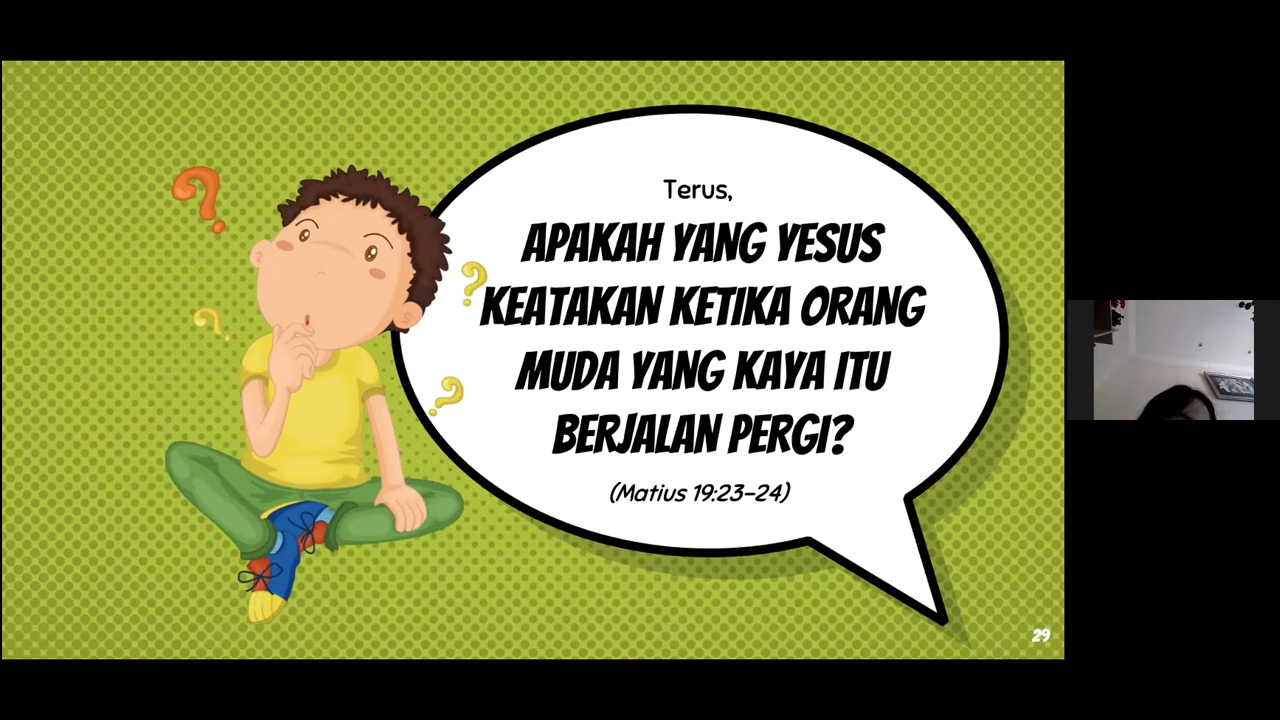 Terus,
APAKAH YANG YESUS
KEATAKAN KETIKA ORANG
MUDA YANG KAYA ITU
BERJALAN PERGI?
(Matius 19:23-24)
29